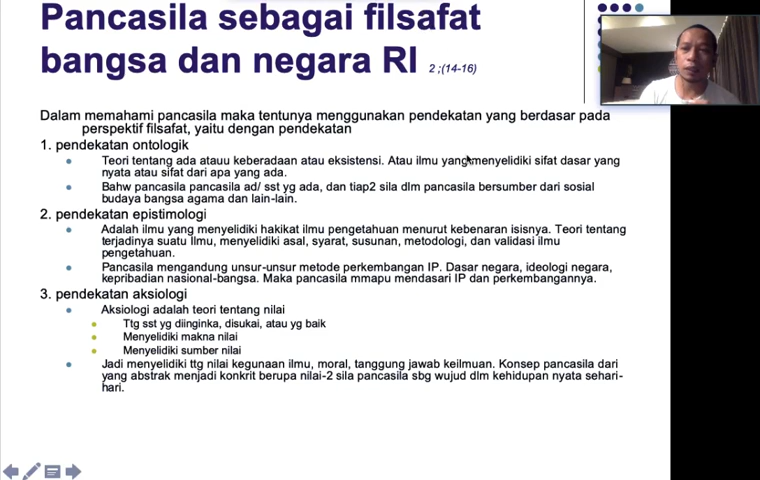 Pancasila sebagai filsafat
bangsa dan negara RI 2 ;(14-16)
Dalam memahami pancasila maka tentunya menggunakan pendekatan yang berdasar pada
perspektif filsafat, yaitu dengan pendekatan
1. pendekatan ontologik
Teori tentang ada atauu keberadaan atau eksistensi. Atau ilmu yang menyelidiki sifat dasar yang
nyata atau sifat dari apa yang ada.
Bahw pancasila pancasila ad/ sst yg ada, dan tiap2 sila dlm pancasila bersumber dari sosial
budaya bangsa agama dan lain-lain.
2. pendekatan epistimologi
Adalah ilmu yang menyelidiki hakikat ilmu pengetahuan menurut kebenaran isisnya. Teori tentang
terjadinya suatu Ilmu, menyelidiki asal, syarat, susunan, metodologi, dan validasi ilmu
pengetahuan.
Pancasila mengandung unsur-unsur metode perkembangan IP. Dasar negara, ideologi negara,
kepribadian nasional-bangsa. Maka pancasila mmapu mendasari IP dan perkembangannya.
3. pendekatan aksiologi
Aksiologi adalah teori tentang nilai
Ttg sst yg diinginka, disukai, atau yg baik
Menyelidiki makna nilai
Menyelidiki sumber nilai
Jadi menyelidiki ttg nilai kegunaan ilmu, moral, tanggung jawab keilmuan. Konsep pancasila dari
yang abstrak menjadi konkrit berupa nilai-2 sila pancasila sbg wujud dlm kehidupan nyata sehari-
hari.